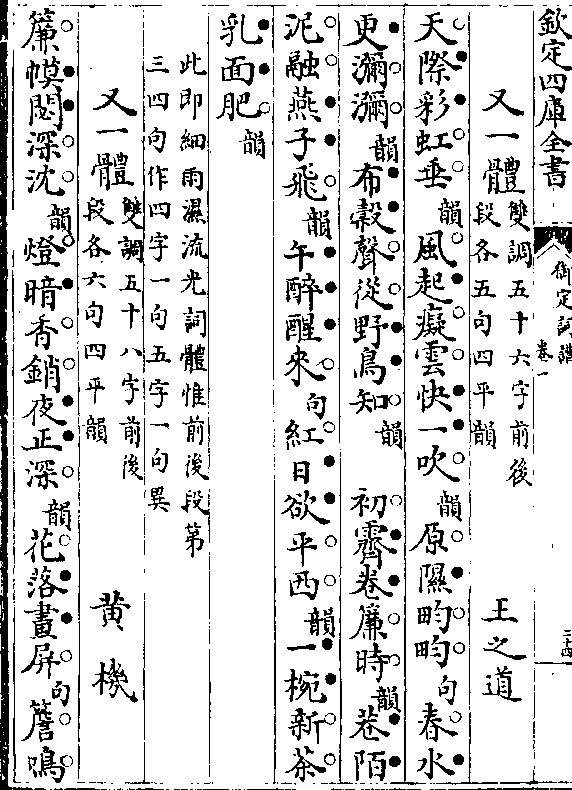 欽定四庫全書
御定詞譜
卷一
二十四
又一體 雙調五十六字前後
段各五句四平韻
王之道
天際彩虹垂韻風起癡雲快一吹韻原隰畇畇句春水
更瀰瀰韻布穀聲從野鳥知韻 初霽卷簾時韻巷陌
泥融燕子飛韻午醉醒來句紅日欲平西韻一椀新茶
乳面肥韻
此即細雨濕流光詞體惟前後段第
三四句作四字一句五字一句異
又一體 雙調五十八字前後
段各六句四平韻
黄機
簾幙閟深沈韻燈暗香銷夜正深韻花落畫屏句簷鳴